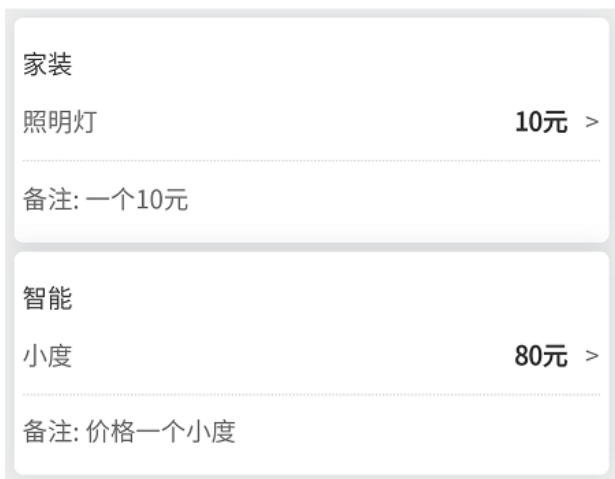 家装
照明灯 10元 >
备注: 一个10元
智能
小度 80元 >
备注: 价格一个小度